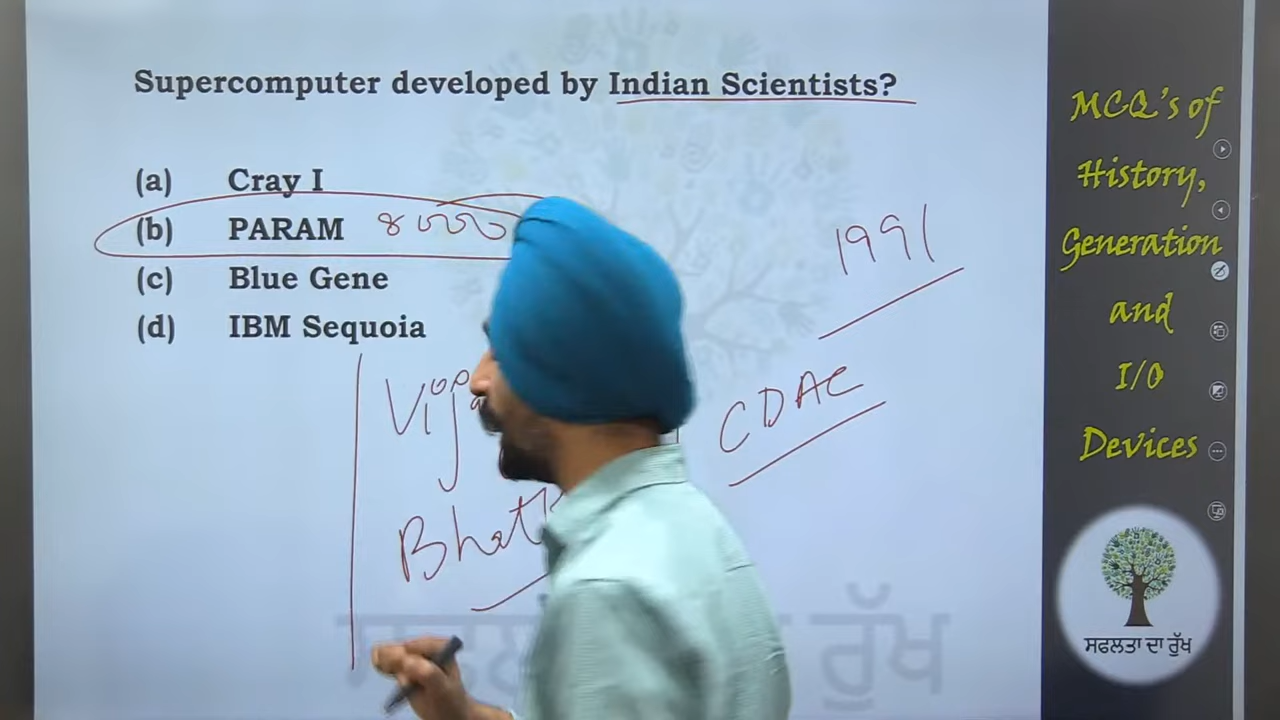 Supercomputer developed by Indian Scientists?
(a) Cray I
(b) PARAM 8000
(c) Blue Gene
(d) IBM Sequoia
1991
CDAC
MCQ's of
History,
Generation
and
I/O
Devices
ਸਫਲਤਾ ਦਾ ਰੁੱਖ
ਰੁੱਖ